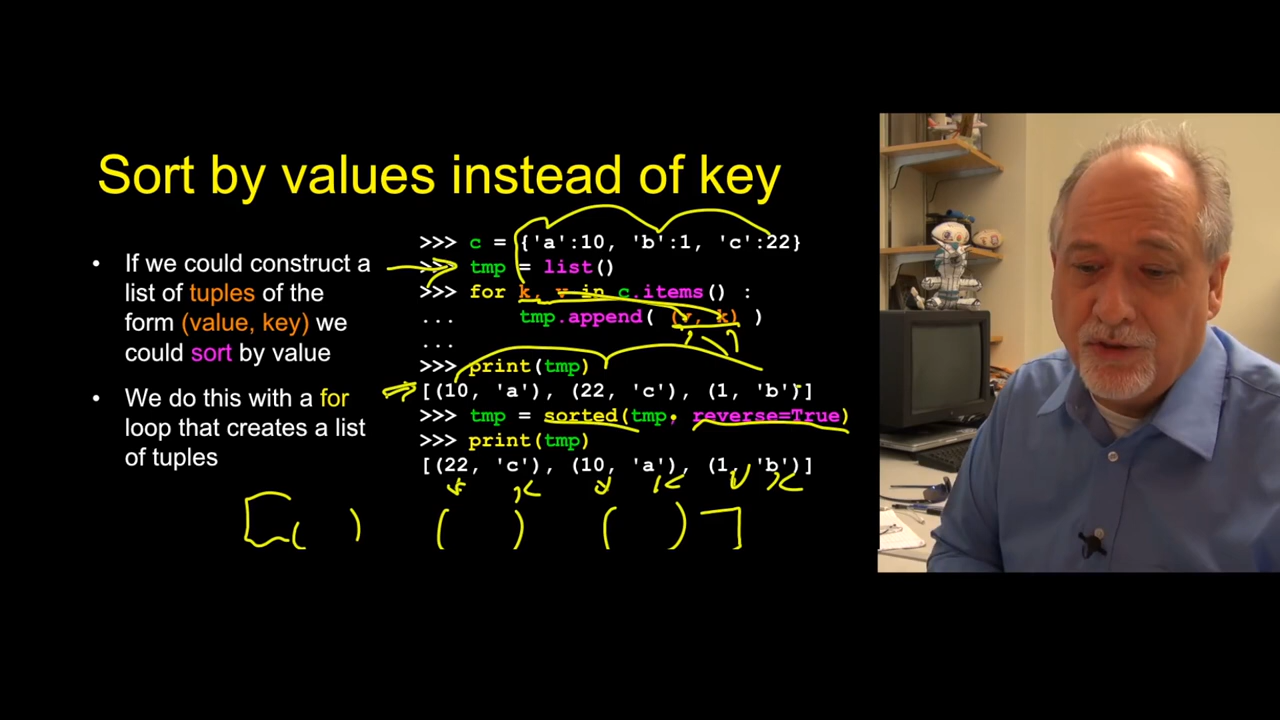 Sort by values instead of key
• If we could construct a
list of tuples of the
form (value, key) we
could sort by value
• We do this with a for
loop that creates a list
of tuples
>>> c = {'a':10, 'b':1, 'c':22}
>>> tmp = list()
>>> for k, v in c.items() :
... tmp.append( (v, k) )
...
>>> print(tmp)
[(10, 'a'), (22, 'c'), (1, 'b')]
>>> tmp = sorted(tmp, reverse=True)
>>> print(tmp)
[(22, 'c'), (10, 'a'), (1, 'b')]
v k v k v k
[( ) ( ) ( )]